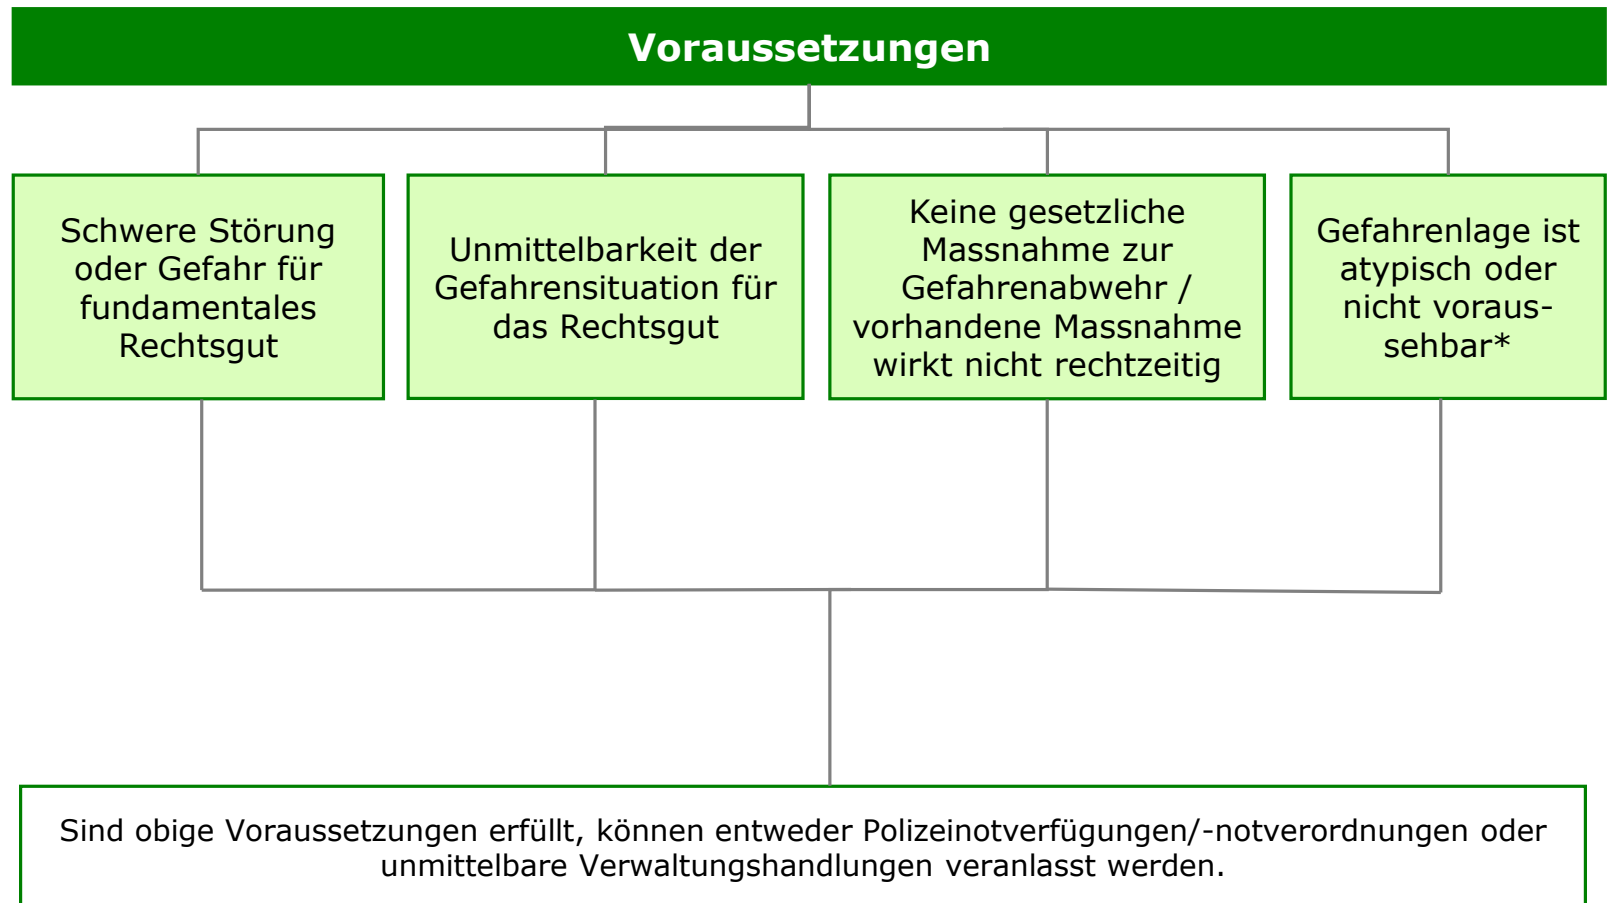 Voraussetzungen
Schwere Störung
oder Gefahr für
fundamentales
Rechtsgut
Unmittelbarkeit der
Gefahrensituation für
das Rechtsgut
Keine gesetzliche
Massnahme zur
Gefahrenabwehr /
vorhandene Massnahme
wirkt nicht rechtzeitig
Gefahrenlage ist
atypisch oder
nicht voraus-
sehbar*
Sind obige Voraussetzungen erfüllt, können entweder Polizeinotverfügungen/-notverordnungen oder
unmittelbare Verwaltungshandlungen veranlasst werden.